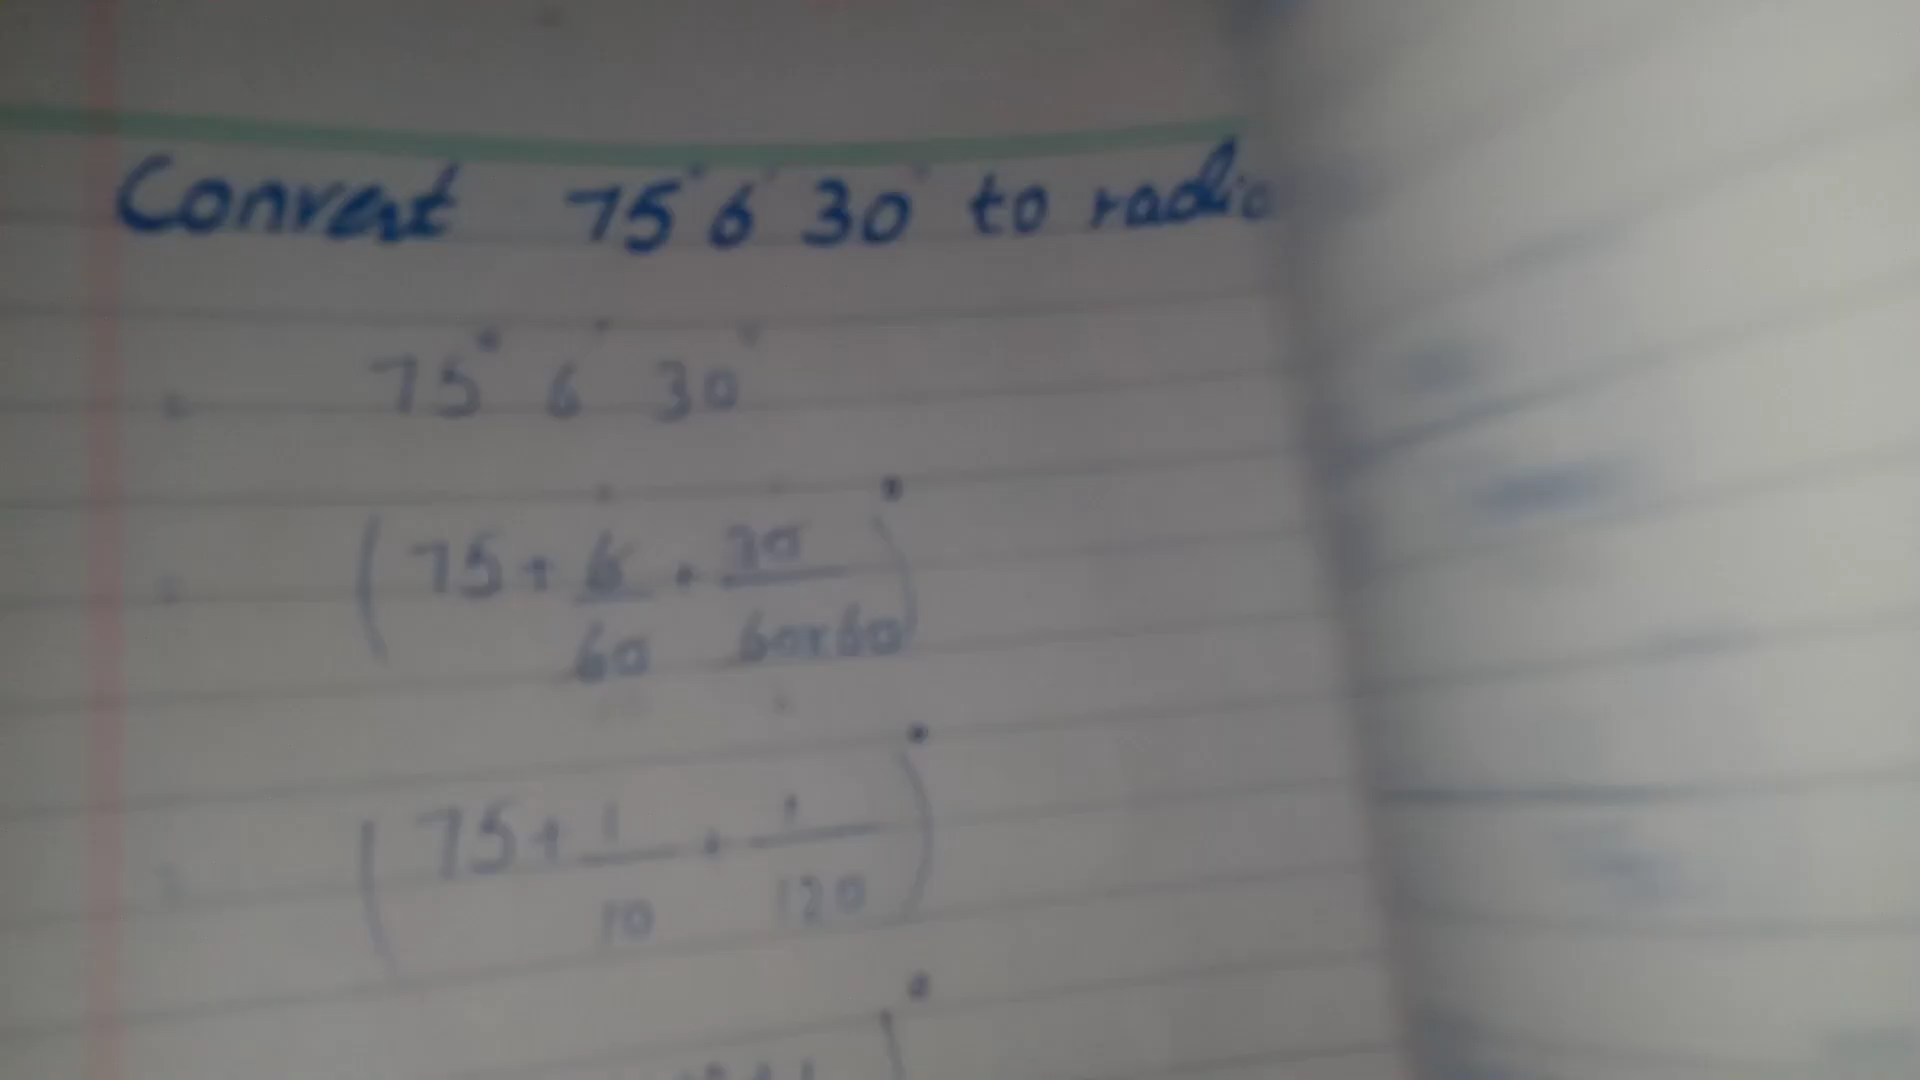 Convert 75° 6' 30" to radia
= 75° 6' 30"
= (75 + 6/60 + 30/60×60)°
= (75 + 1/10 + 1/120)°